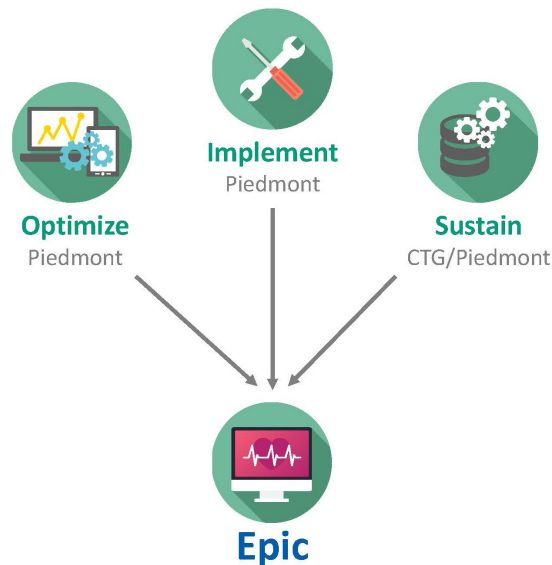 Implement
Piedmont
Optimize
Piedmont
Sustain
CTG/Piedmont
Epic